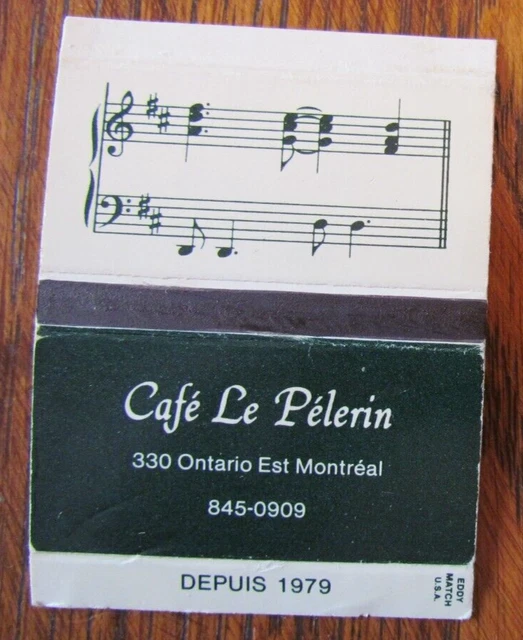 Café Le Pélerin
330 Ontario Est Montréal
845-0909
DEPUIS 1979
EDDY
MATCH
U.S.A.